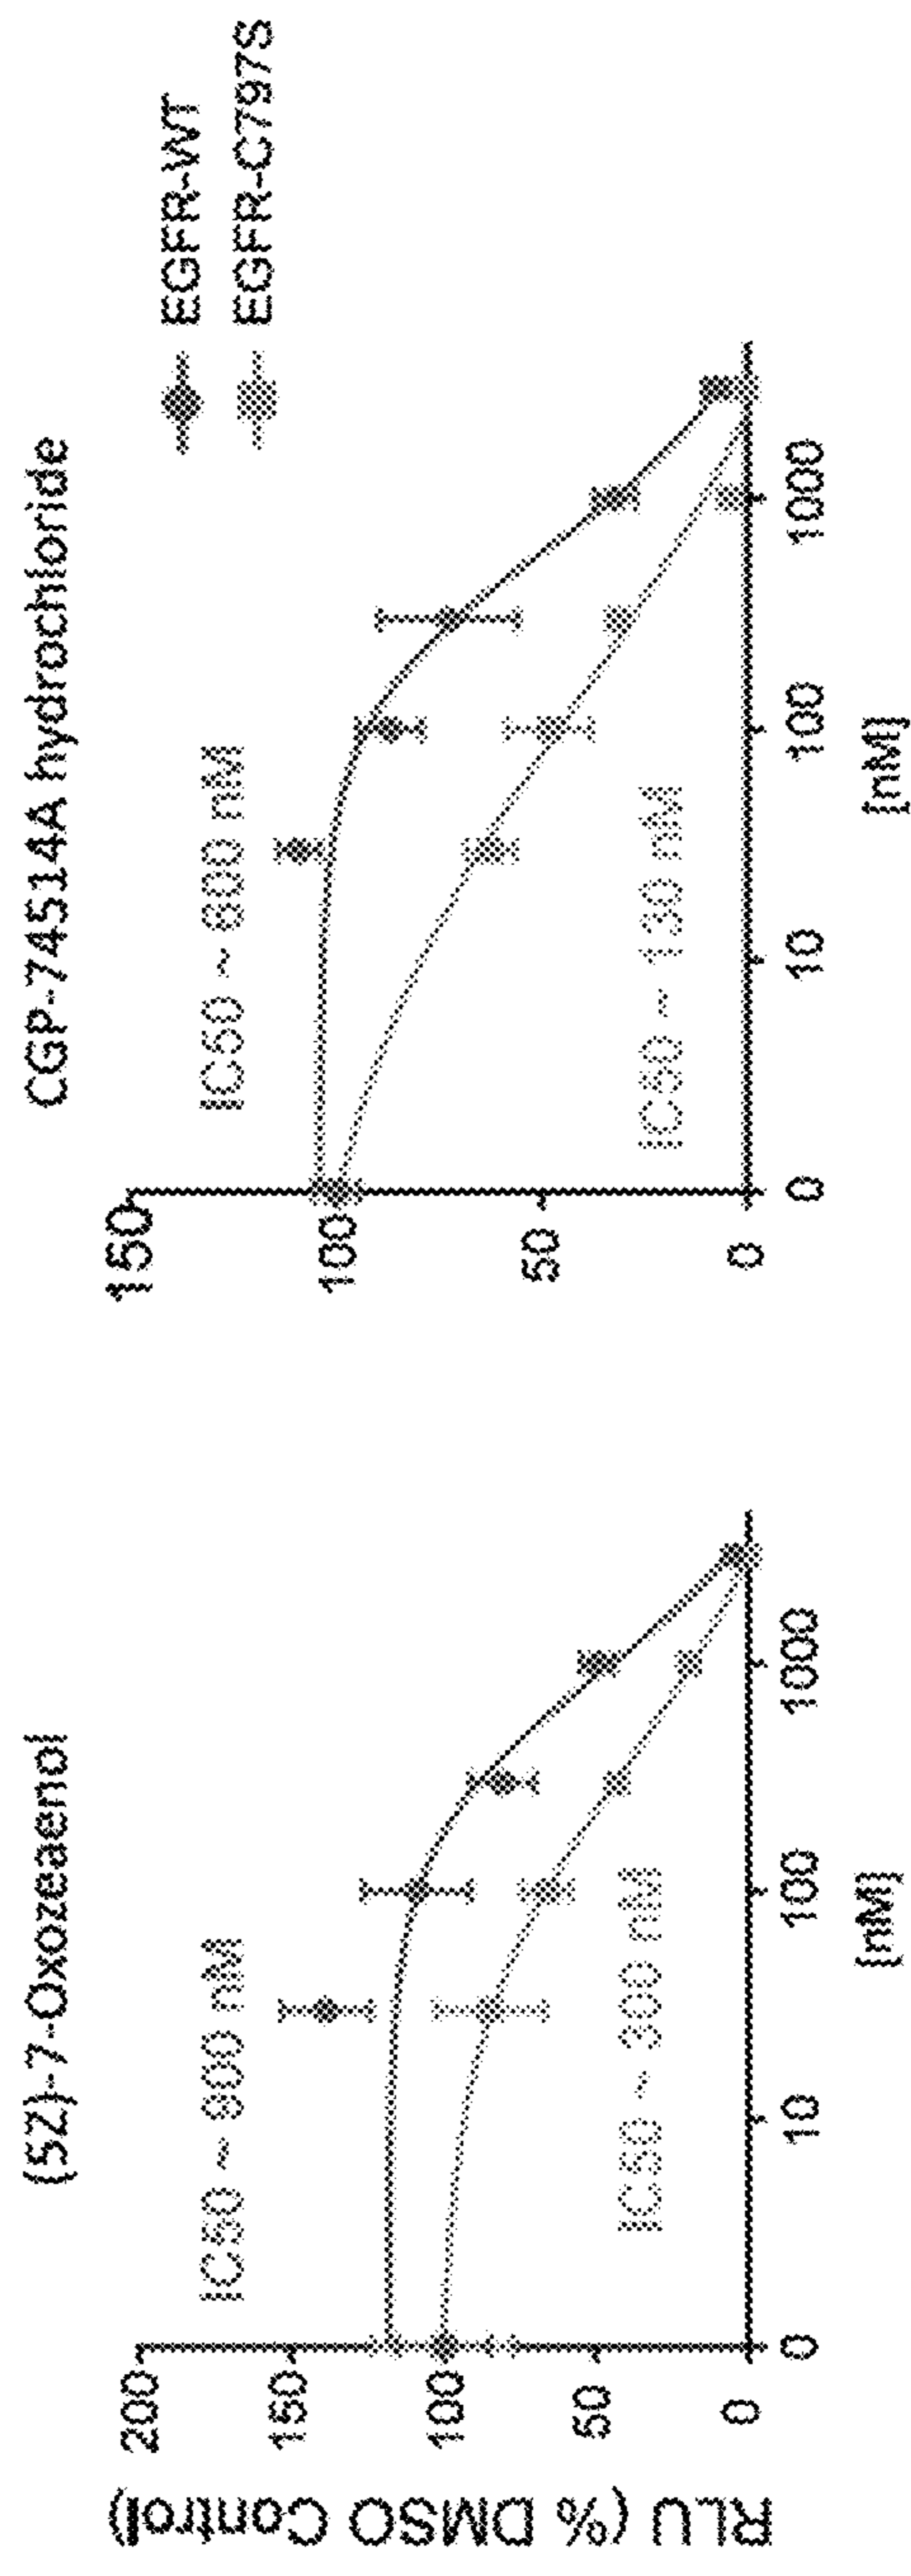 (5Z)-7-Oxozeaenol
RLU (% DMSO Control)
200
150
100
50
0
IC50 ~ 900 nM
IC50 ~ 300 nM
0
10
100
1000
[nM]
CGP-74514A hydrochloride
150
100
50
0
IC50 ~ 800 nM
IC50 ~ 130 nM
0
10
100
1000
[nM]
EGFR-WT
EGFR-C797S